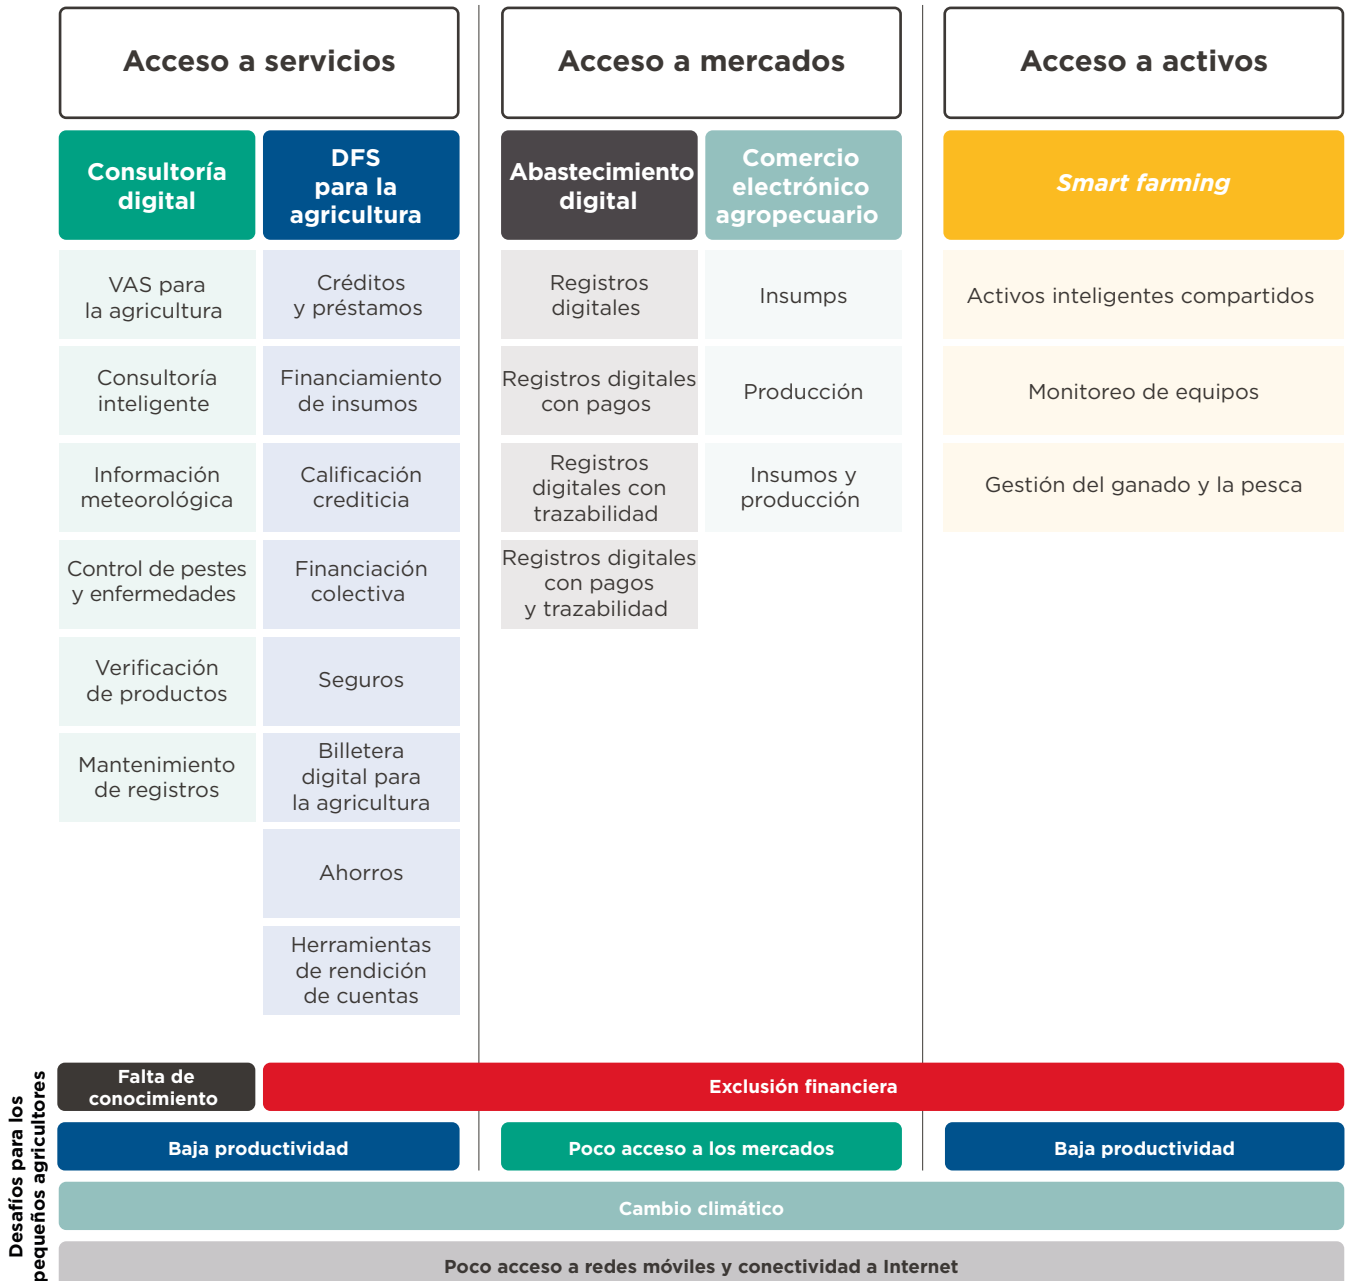 Acceso a servicios
Consultoría
digital
VAS para
la agricultura
Consultoría
inteligente
Información
meteorológica
Control de pestes
y enfermedades
Verificación
de productos
Mantenimiento
de registros
DFS
para la
agricultura
Créditos
y préstamos
Financiamiento
de insumos
Calificación
crediticia
Financiación
colectiva
Seguros
Billetera
digital para
la agricultura
Ahorros
Herramientas
de rendición
de cuentas
Acceso a mercados
Abastecimiento
digital
Registros
digitales
Registros digitales
con pagos
Registros
digitales con
trazabilidad
Registros digitales
con pagos
y trazabilidad
Comercio
electrónico
agropecuario
Insumps
Producción
Insumos y
producción
Acceso a activos
Smart farming
Activos inteligentes compartidos
Monitoreo de equipos
Gestión del ganado y la pesca
Desafíos para los
pequeños agricultores
Falta de
conocimiento
Exclusión financiera
Baja productividad
Poco acceso a los mercados
Baja productividad
Cambio climático
Poco acceso a redes móviles y conectividad a Internet